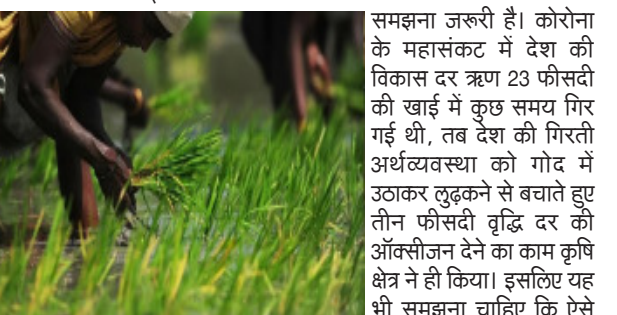 समझना जरूरी है। कोरोना
के महासंकट में देश की
विकास दर ऋण 23 फीसदी
की खाई में कुछ समय गिर
गई थी, तब देश की गिरती
अर्थव्यवस्था को गोद में
उठाकर लुढ़कने से बचाते हुए
तीन फीसदी वृद्धि दर की
ऑक्सीजन देने का काम कृषि
क्षेत्र ने ही किया। इसलिए यह
भी समझना चाहिए कि ऐसे